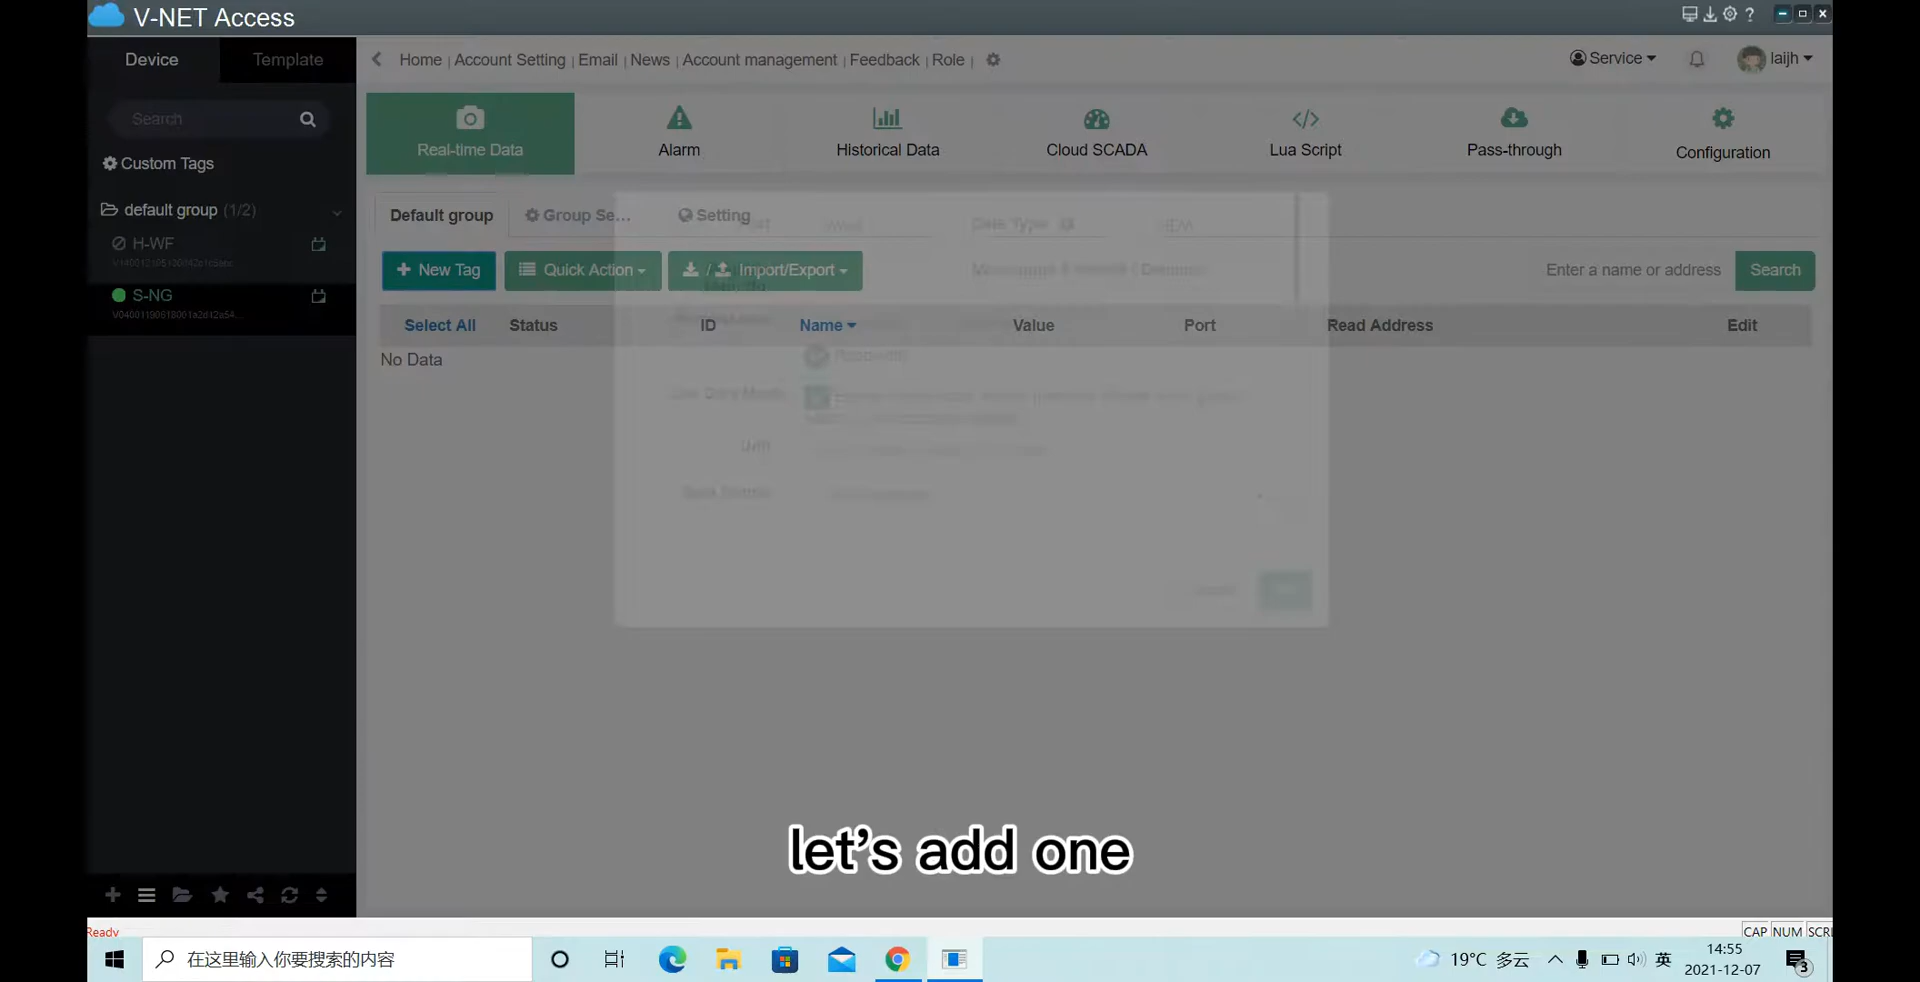 V-NET Access
Device
Template
Home | Account Setting | Email | News | Account management | Feedback | Role |
Service
laijh
Search
Custom Tags
default group (1/2)
H-WF
S-NG
Real-time Data
Alarm
Historical Data
Cloud SCADA
Lua Script
Pass-through
Configuration
Default group
Group Se...
Setting
New Tag
Quick Action
/ Import/Export
Enter a name or address
Search
Select All
Status
ID
Name
Value
Port
Read Address
Edit
No Data
let's add one
Ready
CAP NUM SCRL
在这里输入你要搜索的内容
19°C 多云
英
14:55
2021-12-07
3